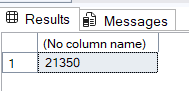 Results Messages
(No column name)
1 21350